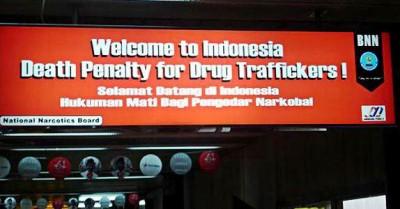 Welcome to Indonesia
Death Penalty for Drug Traffickers !
Selamat Datang di Indonesia
Hukuman Mati Bagi Pengedar Narkoba!
National Narcotics Board
BNN